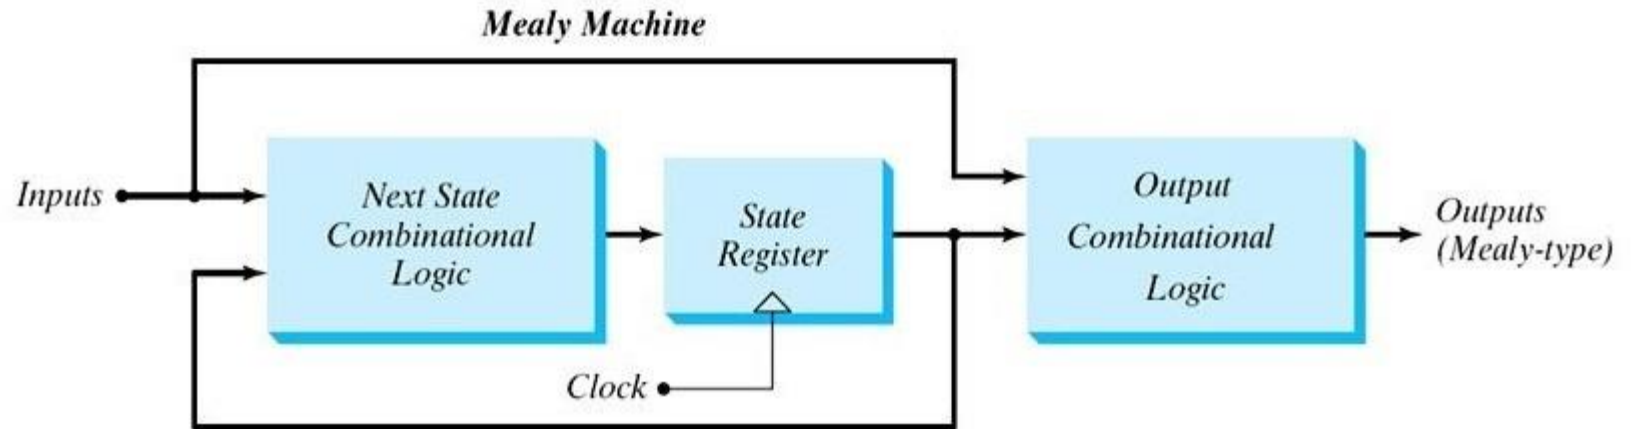 Mealy Machine
Inputs
Next State
Combinational
Logic
State
Register
Clock
Output
Combinational
Logic
Outputs
(Mealy-type)